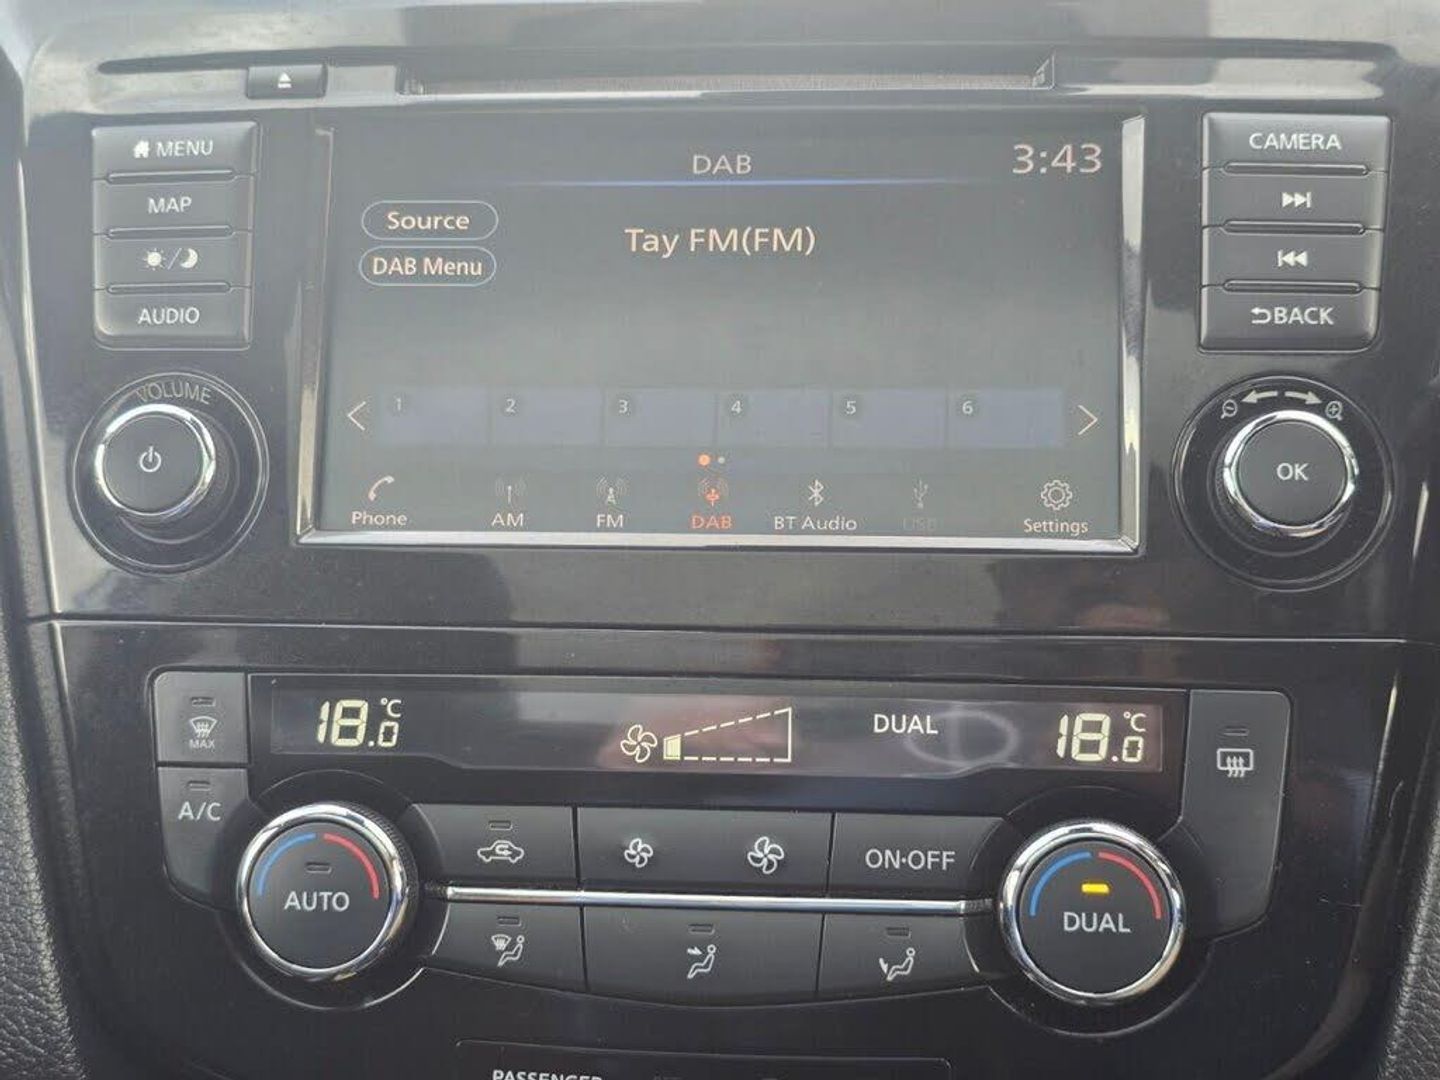 MENU
MAP
AUDIO
VOLUME
DAB
3:43
Source
DAB Menu
Tay FM(FM)
1 2 3 4 5 6
Phone AM FM DAB BT Audio USB Settings
CAMERA
BACK
OK
18.0°C
DUAL
18.0°C
MAX
A/C
AUTO
ON·OFF
DUAL
PASSENGER